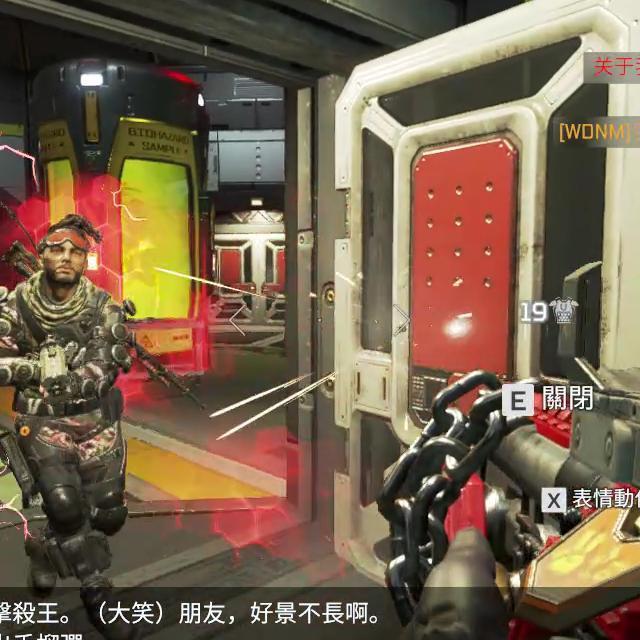 关于
[WDNM]
BIOHAZARD
SAMPLE
19
E 關閉
X 表情動作
擊殺王。（大笑）朋友，好景不長啊。